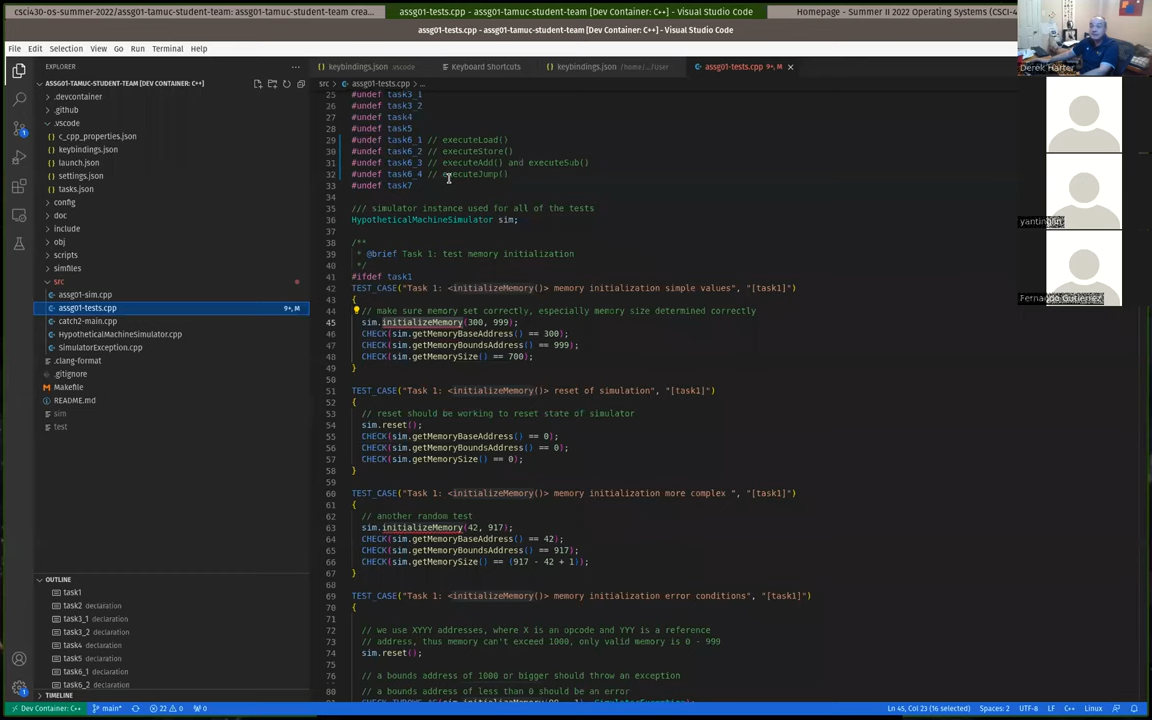 csci430-os-summer-2022/assg01-tamuc-student-team: assg01-tamuc-student-team crea...
assg01-tests.cpp - assg01-tamuc-student-team [Dev Container: C++] - Visual Studio Code
Homepage - Summer II 2022 Operating Systems (CSCI-4
assg01-tests.cpp - assg01-tamuc-student-team [Dev Container: C++] - Visual Studio Code
File Edit Selection View Go Run Terminal Help
EXPLORER ...
keybindings.json .vscode
Keyboard Shortcuts
keybindings.json /home/.../User
assg01-tests.cpp 9+, M
ASSG01-TAMUC-STUDENT-TEAM [DEV CONTAINER: C++]
src > assg01-tests.cpp > ...
.devcontainer
.github
.vscode
c_cpp_properties.json
keybindings.json
launch.json
settings.json
tasks.json
config
doc
include
obj
scripts
simfiles
src
assg01-sim.cpp
assg01-tests.cpp 9+, M
catch2-main.cpp
HypotheticalMachineSimulator.cpp
SimulatorException.cpp
.clang-format
.gitignore
Makefile
README.md
sim
test
OUTLINE
task1 declaration
task2 declaration
task3_1 declaration
task3_2 declaration
task4 declaration
task5 declaration
task6_1 declaration
task6_2 declaration
TIMELINE
25 #undef task3_1
26 #undef task3_2
27 #undef task4
28 #undef task5
29 #undef task6_1 // executeLoad()
30 #undef task6_2 // executeStore()
31 #undef task6_3 // executeAdd() and executeSub()
32 #undef task6_4 // executeJump()
33 #undef task7
34
35 /// simulator instance used for all of the tests
36 HypotheticalMachineSimulator sim;
37
38 /**
39 * @brief Task 1: test memory initialization
40 */
41 #ifdef task1
42 TEST_CASE("Task 1: <initializeMemory()> memory initialization simple values", "[task1]")
43 {
44 // make sure memory set correctly, especially memory size determined correctly
45 sim.initializeMemory(300, 999);
46 CHECK(sim.getMemoryBaseAddress() == 300);
47 CHECK(sim.getMemoryBoundsAddress() == 999);
48 CHECK(sim.getMemorySize() == 700);
49 }
50
51 TEST_CASE("Task 1: <initializeMemory()> reset of simulation", "[task1]")
52 {
53 // reset should be working to reset state of simulator
54 sim.reset();
55 CHECK(sim.getMemoryBaseAddress() == 0);
56 CHECK(sim.getMemoryBoundsAddress() == 0);
57 CHECK(sim.getMemorySize() == 0);
58 }
59
60 TEST_CASE("Task 1: <initializeMemory()> memory initialization more complex ", "[task1]")
61 {
62 // another random test
63 sim.initializeMemory(42, 917);
64 CHECK(sim.getMemoryBaseAddress() == 42);
65 CHECK(sim.getMemoryBoundsAddress() == 917);
66 CHECK(sim.getMemorySize() == (917 - 42 + 1));
67 }
68
69 TEST_CASE("Task 1: <initializeMemory()> memory initialization error conditions", "[task1]")
70 {
71
72 // we use XYYY addresses, where X is an opcode and YYY is a reference
73 // address, thus memory can't exceed 1000, only valid memory is 0 - 999
74 sim.reset();
75
76 // a bounds address of 1000 or bigger should throw an exception
80 // a bounds address of less than 0 should be an error
Derek Harter
yantingan
Fernando Gutierrez
Dev Container: C++ main* 22 0 0
Ln 45, Col 23 (16 selected) Spaces: 2 UTF-8 LF C++ Linux